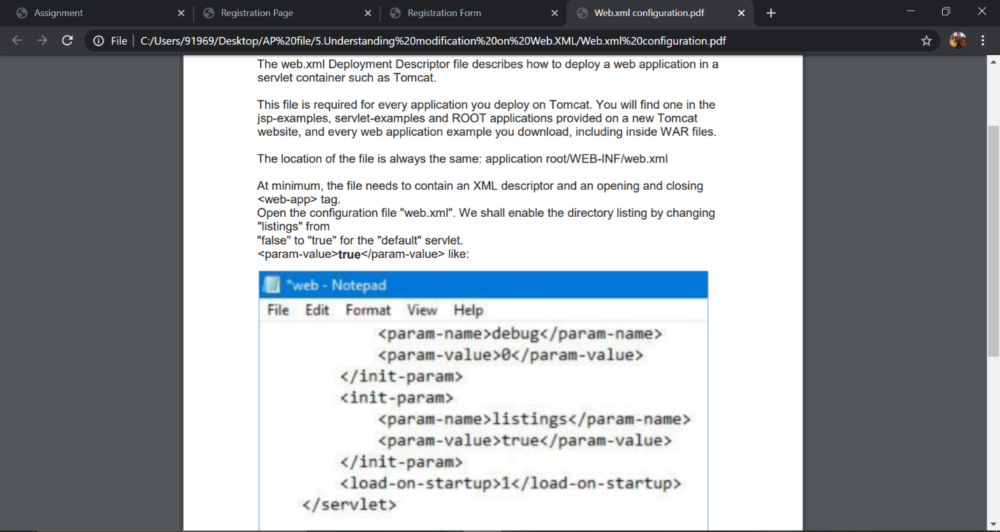 Assignment
Registration Page
Registration Form
Web.xml configuration.pdf
File
C:/Users/91969/Desktop/AP%20file/5.Understanding%20modification%20on%20Web.XML/Web.xml%20configuration.pdf
The web.xml Deployment Descriptor file describes how to deploy a web application in a
servlet container such as Tomcat.
This file is required for every application you deploy on Tomcat. You will find one in the
jsp-examples, servlet-examples and ROOT applications provided on a new Tomcat
website, and every web application example you download, including inside WAR files.
The location of the file is always the same: application root/WEB-INF/web.xml
At minimum, the file needs to contain an XML descriptor and an opening and closing
<web-app> tag.
Open the configuration file "web.xml". We shall enable the directory listing by changing
"listings" from
"false" to "true" for the "default" servlet.
<param-value>true</param-value> like:
*web - Notepad
File Edit Format View Help
<param-name>debug</param-name>
<param-value>0</param-value>
</init-param>
<init-param>
<param-name>listings</param-name>
<param-value>true</param-value>
</init-param>
<load-on-startup>1</load-on-startup>
</servlet>